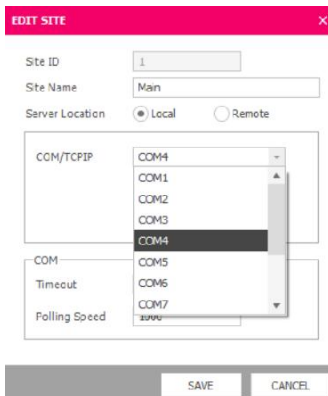 EDIT SITE ×
Site ID 1
Site Name Main
Server Location Local Remote
COM/TCPIP COM4
COM1
COM2
COM3
COM4
COM5
COM
Timeout COM6
COM7
Polling Speed
SAVE CANCEL